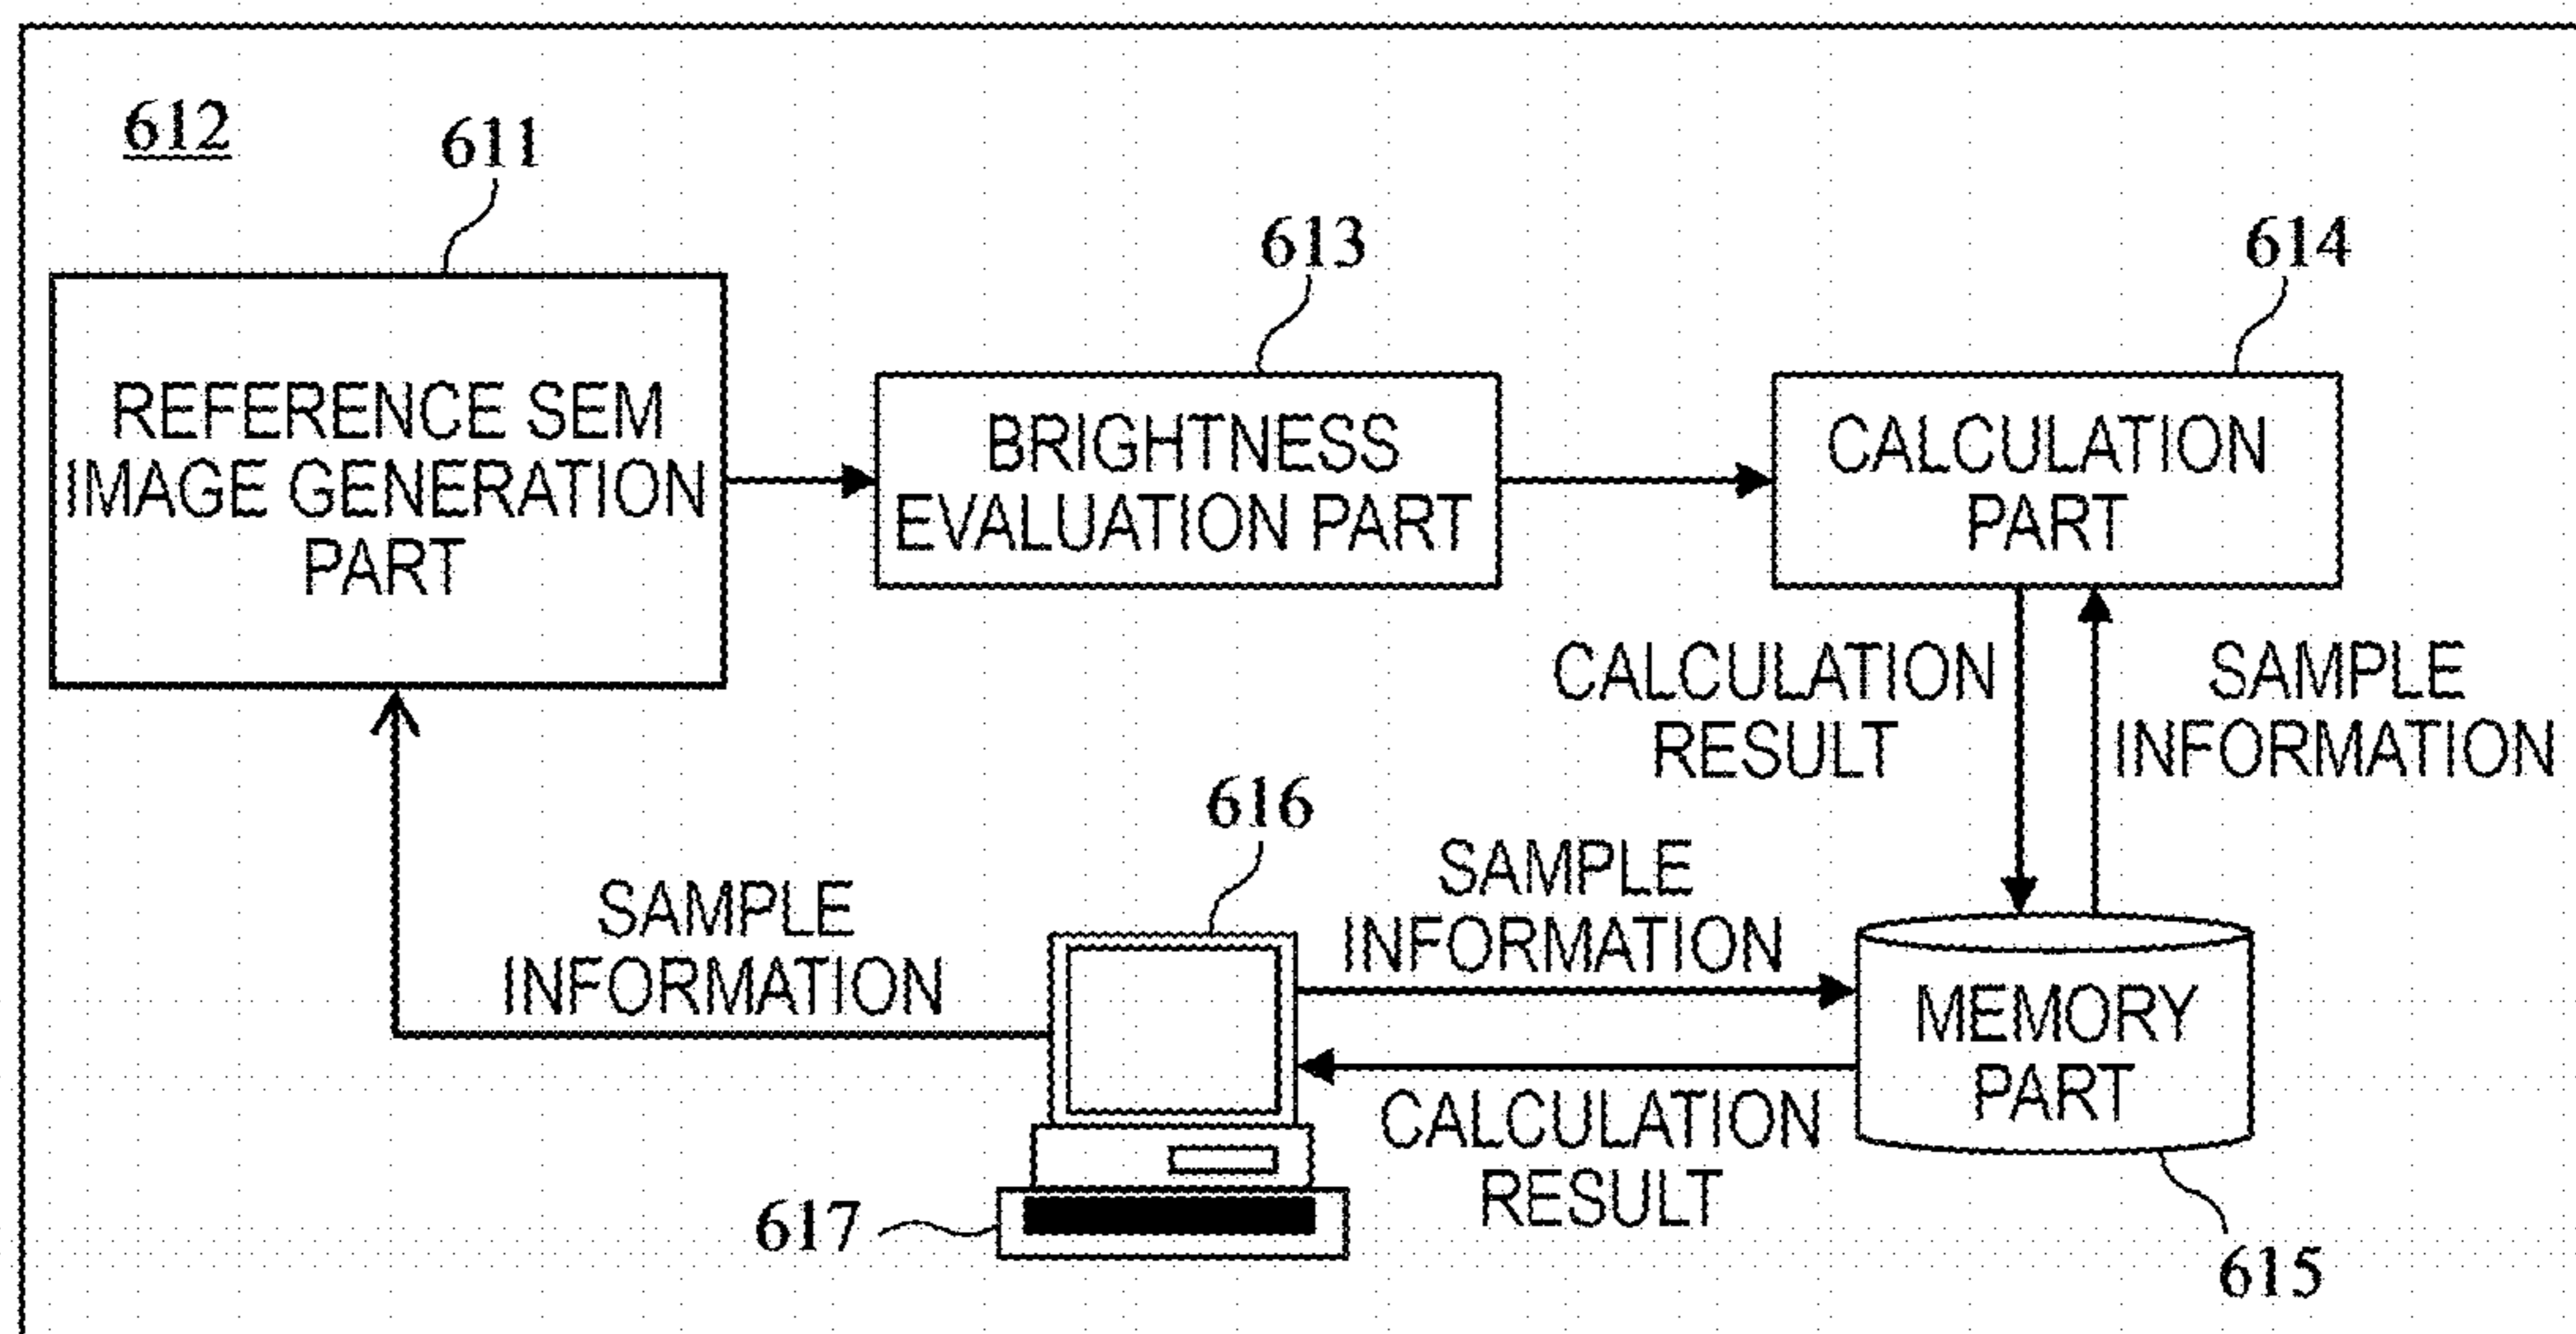 612
611
613
614
REFERENCE SEM
IMAGE GENERATION
PART
BRIGHTNESS
EVALUATION PART
CALCULATION
PART
CALCULATION
RESULT
SAMPLE
INFORMATION
616
SAMPLE
INFORMATION
SAMPLE
INFORMATION
MEMORY
PART
CALCULATION
RESULT
617
615